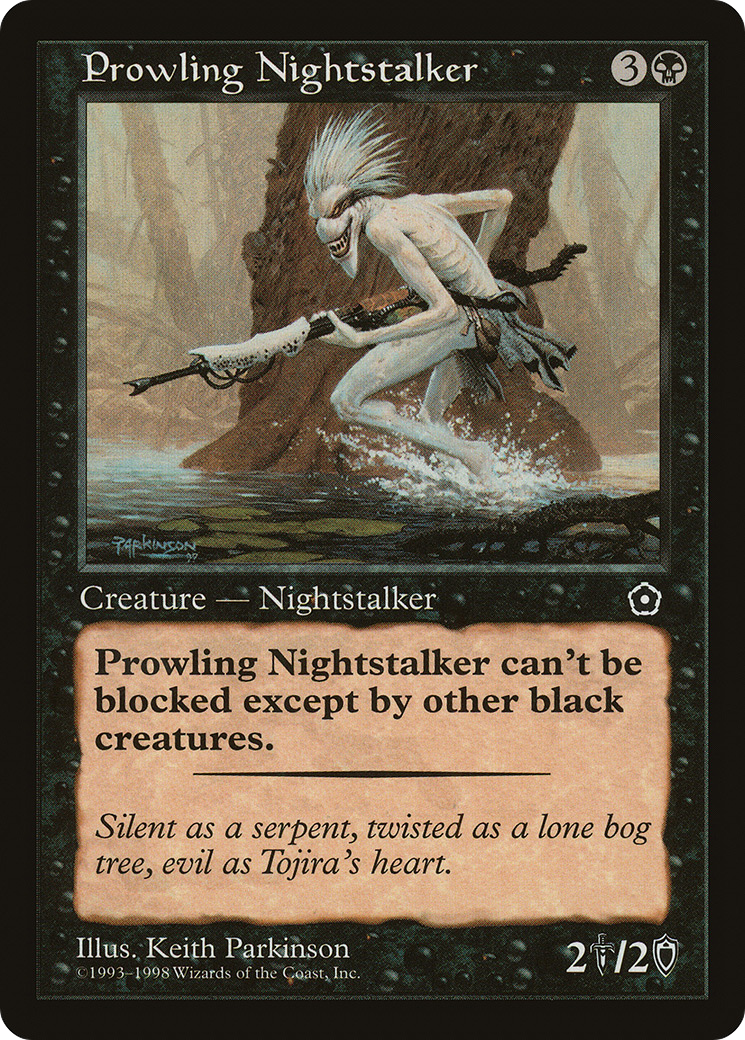 Prowling Nightstalker 3
PARKINSON
97
Creature — Nightstalker
Prowling Nightstalker can't be
blocked except by other black
creatures.
Silent as a serpent, twisted as a lone bog
tree, evil as Tojira's heart.
Illus. Keith Parkinson
©1993–1998 Wizards of the Coast, Inc.
2/2